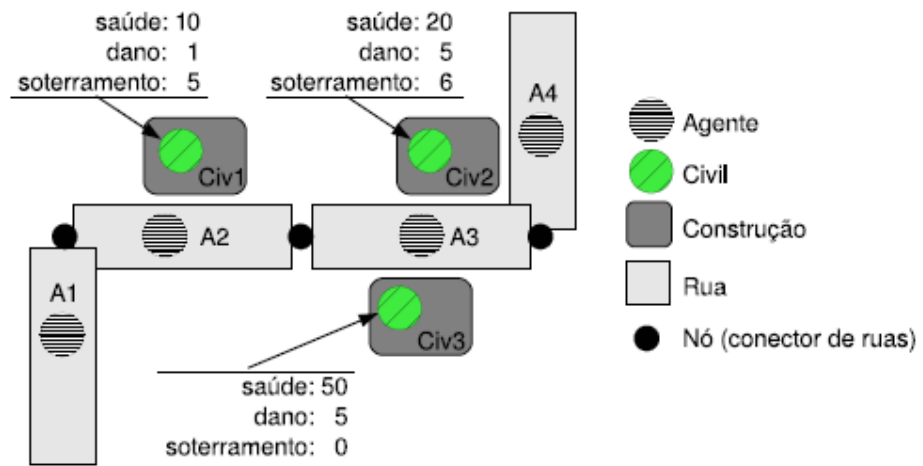 saúde: 10
dano: 1
soterramento: 5
saúde: 20
dano: 5
soterramento: 6
A4
Civ1
Civ2
A2
A3
A1
Civ3
saúde: 50
dano: 5
soterramento: 0
Agente
Civil
Construção
Rua
Nó (conector de ruas)